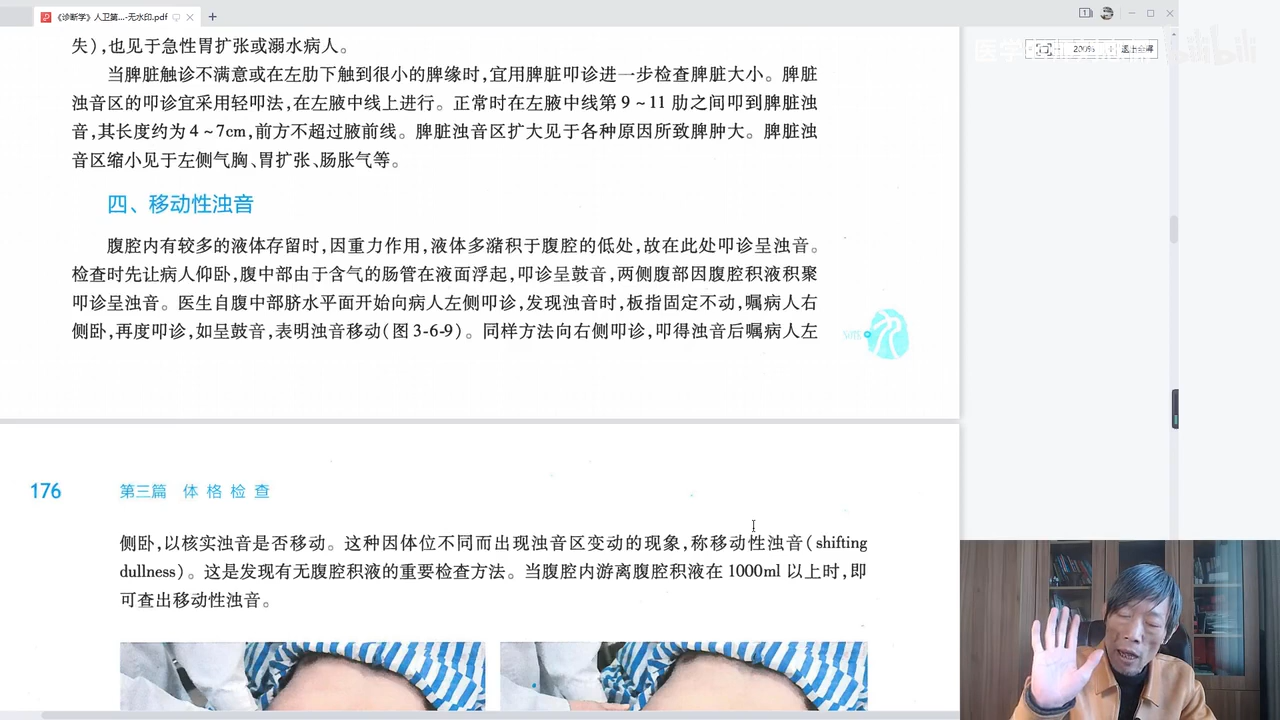 《诊断学》人卫第...-无水印.pdf
200%
bilibili
失),也见于急性胃扩张或溺水病人。
当脾脏触诊不满意或在左肋下触到很小的脾缘时,宜用脾脏叩诊进一步检查脾脏大小。脾脏
浊音区的叩诊宜采用轻叩法,在左腋中线上进行。正常时在左腋中线第9~11肋之间叩到脾脏浊
音,其长度约为4~7cm,前方不超过腋前线。脾脏浊音区扩大见于各种原因所致脾肿大。脾脏浊
音区缩小见于左侧气胸、胃扩张、肠胀气等。
四、移动性浊音
腹腔内有较多的液体存留时,因重力作用,液体多潴积于腹腔的低处,故在此处叩诊呈浊音。
检查时先让病人仰卧,腹中部由于含气的肠管在液面浮起,叩诊呈鼓音,两侧腹部因腹腔积液积聚
叩诊呈浊音。医生自腹中部脐水平面开始向病人左侧叩诊,发现浊音时,板指固定不动,嘱病人右
侧卧,再度叩诊,如呈鼓音,表明浊音移动(图3-6-9)。同样方法向右侧叩诊,叩得浊音后嘱病人左
176
第三篇 体格检查
侧卧,以核实浊音是否移动。这种因体位不同而出现浊音区变动的现象,称移动性浊音(shifting
dullness)。这是发现有无腹腔积液的重要检查方法。当腹腔内游离腹腔积液在1000ml以上时,即
可查出移动性浊音。